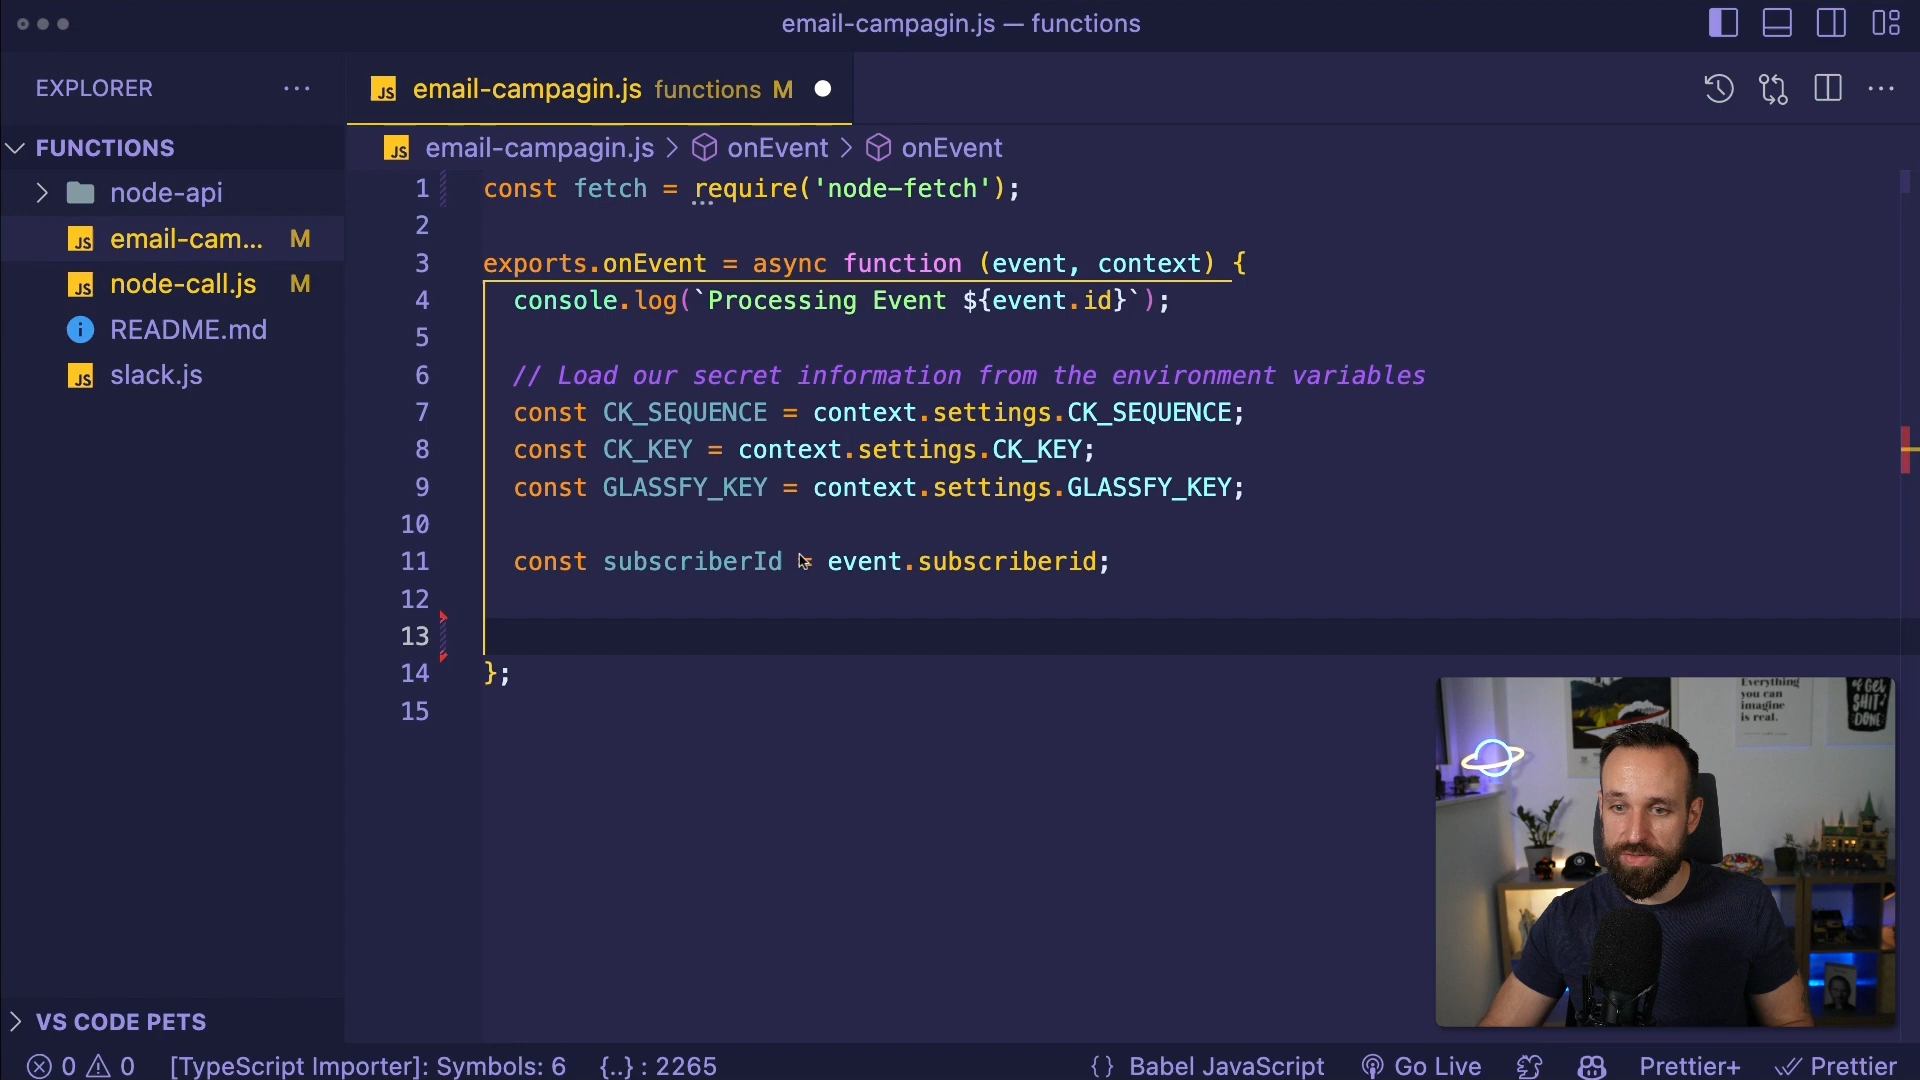 email-campagin.js — functions
EXPLORER
email-campagin.js functions M
FUNCTIONS
email-campagin.js > onEvent > onEvent
node-api
email-cam... M
node-call.js M
README.md
slack.js
1 const fetch = require('node-fetch');
2
3 exports.onEvent = async function (event, context) {
4 console.log(`Processing Event ${event.id}`);
5
6 // Load our secret information from the environment variables
7 const CK_SEQUENCE = context.settings.CK_SEQUENCE;
8 const CK_KEY = context.settings.CK_KEY;
9 const GLASSFY_KEY = context.settings.GLASSFY_KEY;
10
11 const subscriberId = event.subscriberid;
12
13
14 };
15
Everything
you can
imagine
is real.
of Get
SHIT
DONE
VS CODE PETS
0 0 [TypeScript Importer]: Symbols: 6 {..} : 2265 {} Babel JavaScript Go Live Prettier+ Prettier